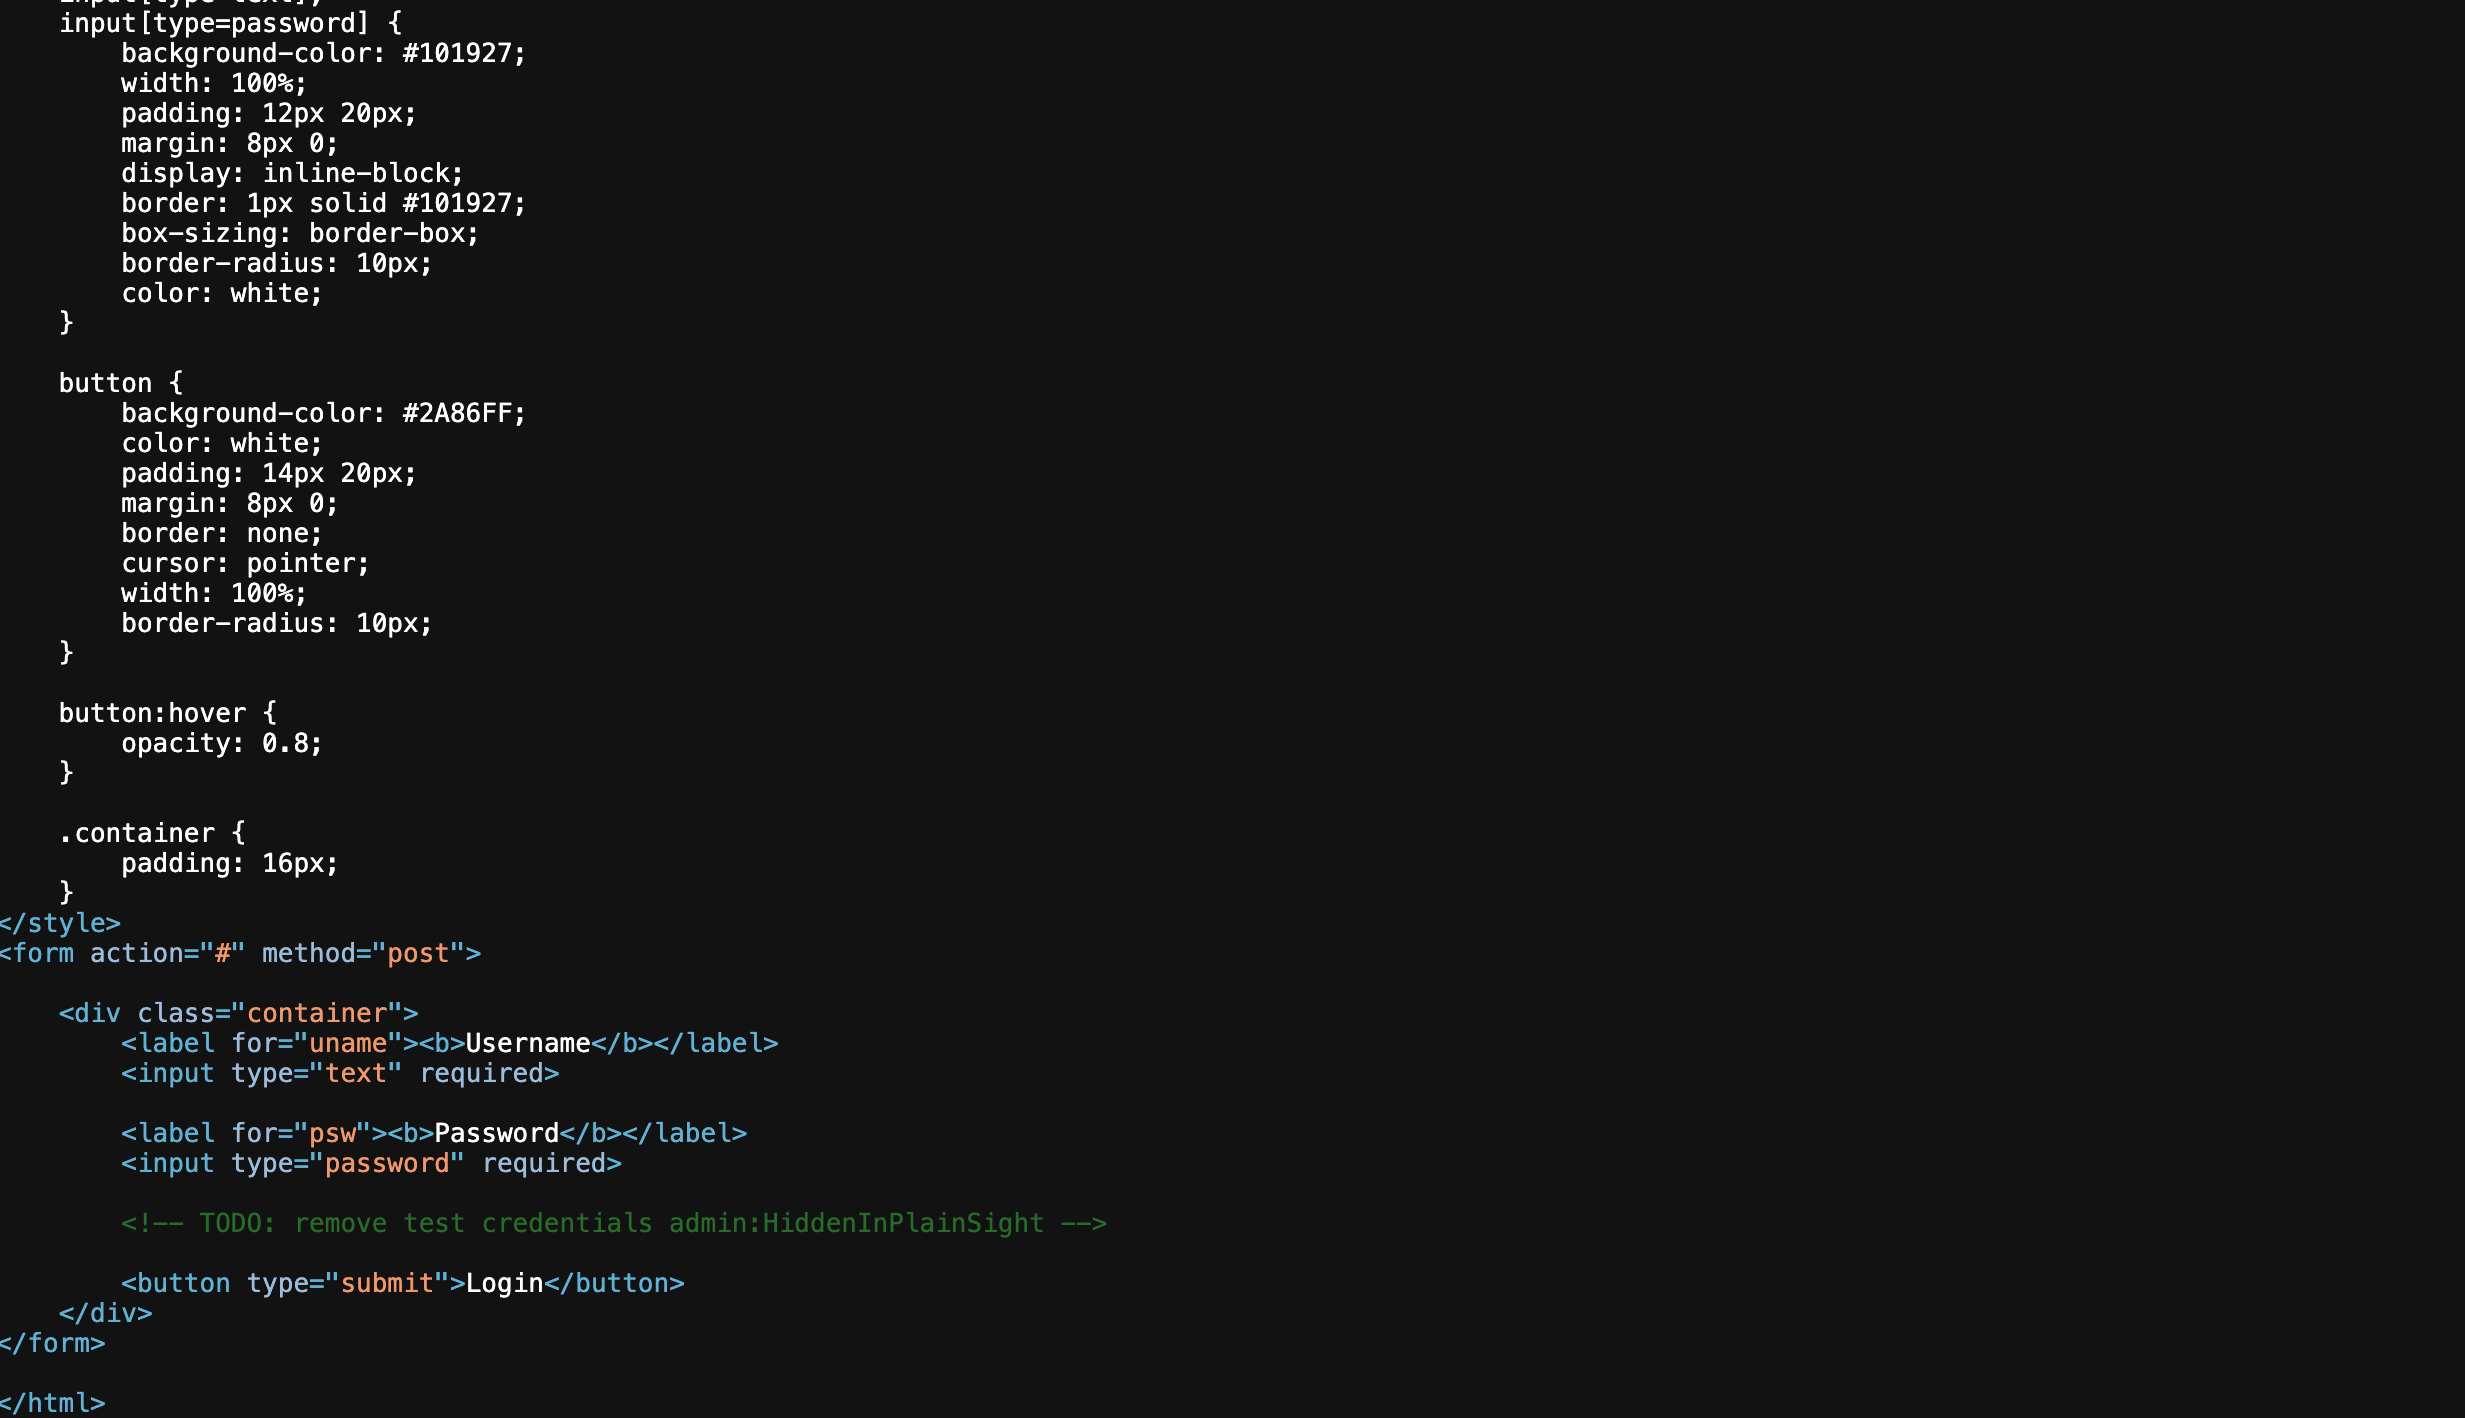 input[type=password] {
background-color: #101927;
width: 100%;
padding: 12px 20px;
margin: 8px 0;
display: inline-block;
border: 1px solid #101927;
box-sizing: border-box;
border-radius: 10px;
color: white;
}
button {
background-color: #2A86FF;
color: white;
padding: 14px 20px;
margin: 8px 0;
border: none;
cursor: pointer;
width: 100%;
border-radius: 10px;
}
button:hover {
opacity: 0.8;
}
.container {
padding: 16px;
}
</style>
<form action="#" method="post">
<div class="container">
<label for="uname"><b>Username</b></label>
<input type="text" required>
<label for="psw"><b>Password</b></label>
<input type="password" required>
<!-- TODO: remove test credentials admin:HiddenInPlainSight -->
<button type="submit">Login</button>
</div>
</form>
</html>